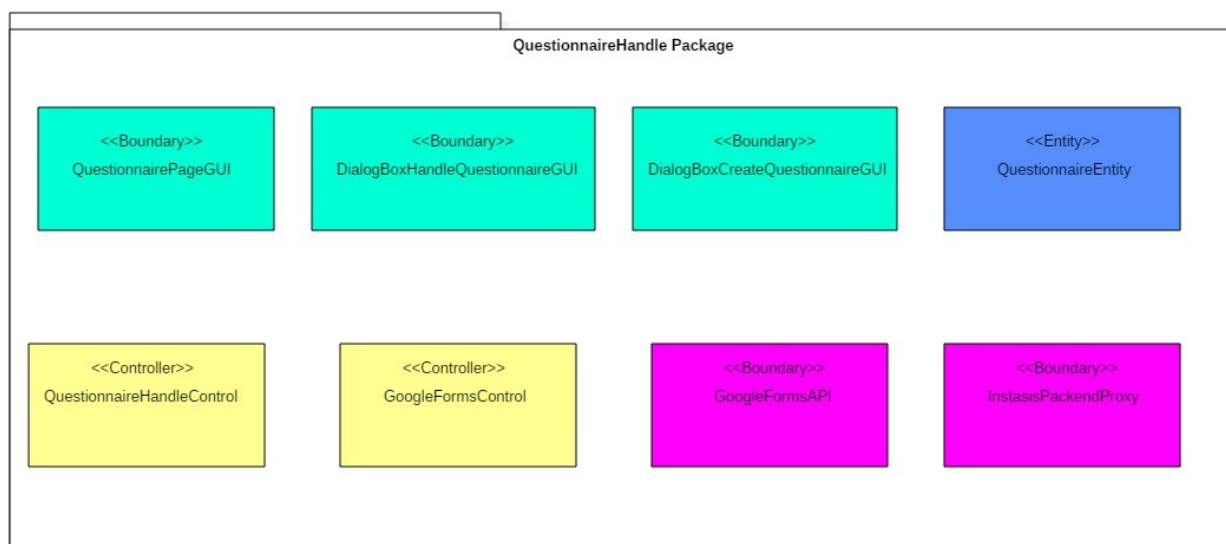 QuestionnaireHandle Package
<<Boundary>>
QuestionnairePageGUI
<<Boundary>>
DialogBoxHandleQuestionnaireGUI
<<Boundary>>
DialogBoxCreateQuestionnaireGUI
<<Entity>>
QuestionnaireEntity
<<Controller>>
QuestionnaireHandleControl
<<Controller>>
GoogleFormsControl
<<Boundary>>
GoogleFormsAPI
<<Boundary>>
InstasisPackendProxy